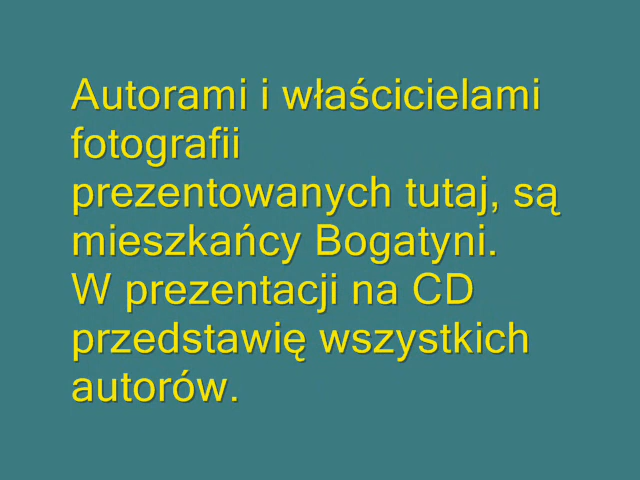 Autorami i właścicielami
fotografii
prezentowanych tutaj, są
mieszkańcy Bogatyni.
W prezentacji na CD
przedstawię wszystkich
autorów.